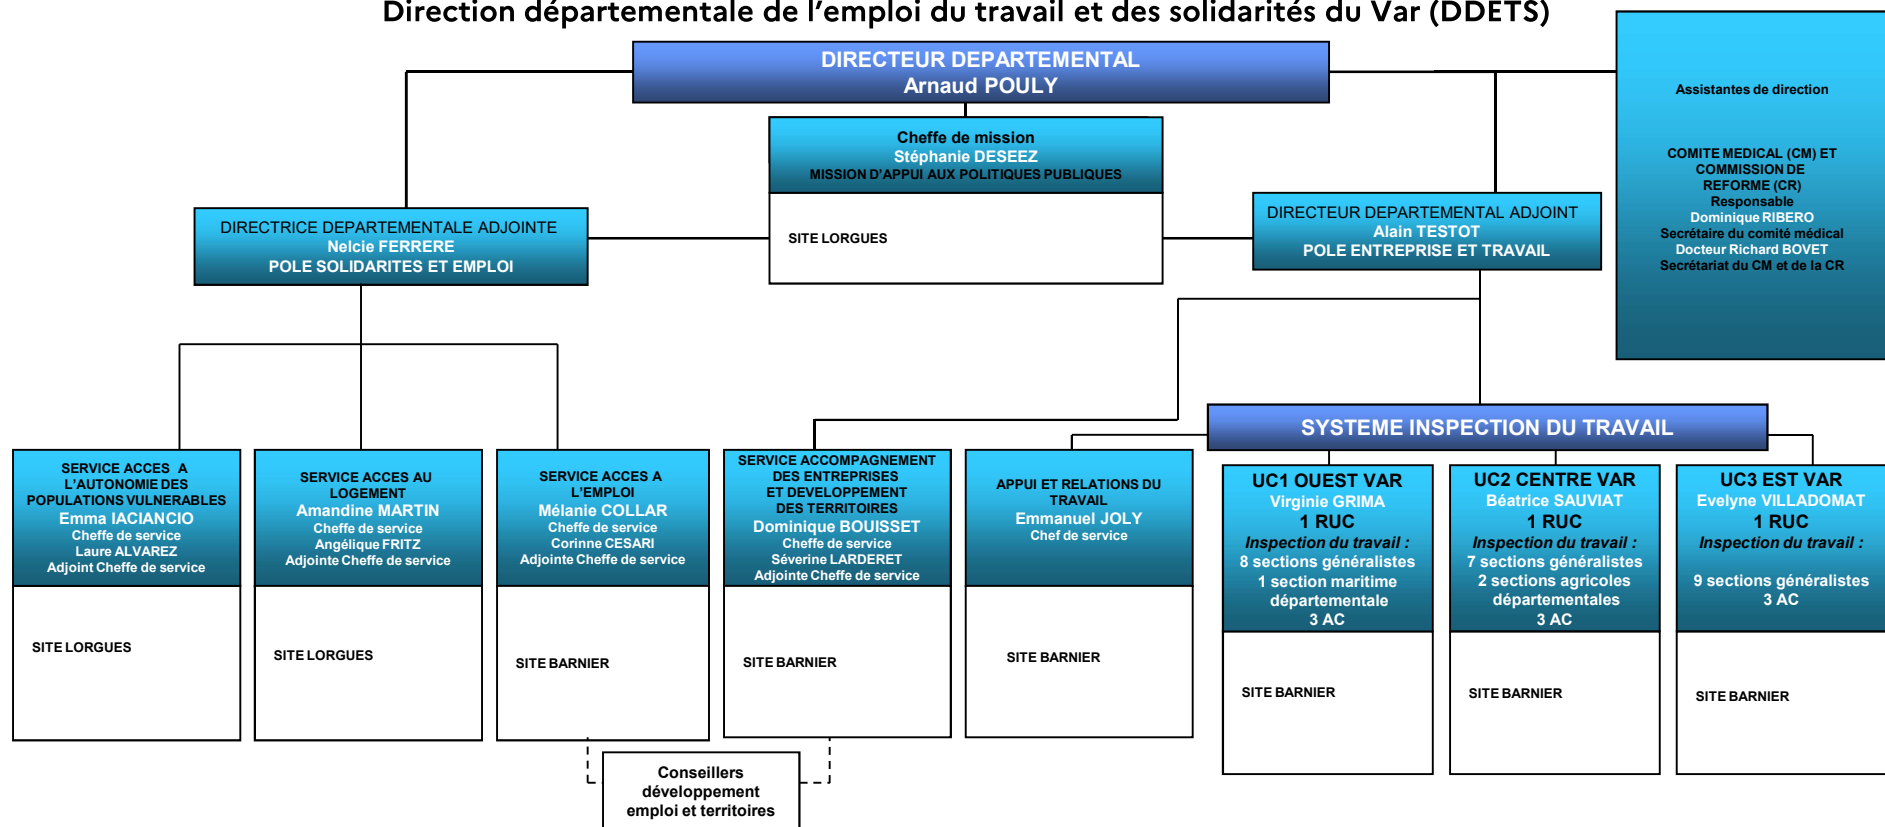 Direction départementale de l'emploi du travail et des solidarités du Var (DDETS)
DIRECTEUR DEPARTEMENTAL
Arnaud POULY
Assistantes de direction
COMITE MEDICAL (CM) ET
COMMISSION DE
REFORME (CR)
Responsable
Dominique RIBERO
Secrétaire du comité médical
Docteur Richard BOVET
Secrétariat du CM et de la CR
Cheffe de mission
Stéphanie DESEEZ
MISSION D'APPUI AUX POLITIQUES PUBLIQUES
SITE LORGUES
DIRECTRICE DEPARTEMENTALE ADJOINTE
Nelcie FERRERE
POLE SOLIDARITES ET EMPLOI
DIRECTEUR DEPARTEMENTAL ADJOINT
Alain TESTOT
POLE ENTREPRISE ET TRAVAIL
SYSTEME INSPECTION DU TRAVAIL
SERVICE ACCES A
L'AUTONOMIE DES
POPULATIONS VULNERABLES
Emma IACIANCIO
Cheffe de service
Laure ALVAREZ
Adjoint Cheffe de service
SITE LORGUES
SERVICE ACCES AU
LOGEMENT
Amandine MARTIN
Cheffe de service
Angélique FRITZ
Adjointe Cheffe de service
SITE LORGUES
SERVICE ACCES A
L'EMPLOI
Mélanie COLLAR
Cheffe de service
Corinne CESARI
Adjointe Cheffe de service
SITE BARNIER
SERVICE ACCOMPAGNEMENT
DES ENTREPRISES
ET DEVELOPPEMENT
DES TERRITOIRES
Dominique BOUISSET
Cheffe de service
Séverine LARDERET
Adjointe Cheffe de service
SITE BARNIER
APPUI ET RELATIONS DU
TRAVAIL
Emmanuel JOLY
Chef de service
SITE BARNIER
UC1 OUEST VAR
Virginie GRIMA
1 RUC
Inspection du travail :
8 sections généralistes
1 section maritime
départementale
3 AC
SITE BARNIER
UC2 CENTRE VAR
Béatrice SAUVIAT
1 RUC
Inspection du travail :
7 sections généralistes
2 sections agricoles
départementales
3 AC
SITE BARNIER
UC3 EST VAR
Evelyne VILLADOMAT
1 RUC
Inspection du travail :
9 sections généralistes
3 AC
SITE BARNIER
Conseillers
développement
emploi et territoires